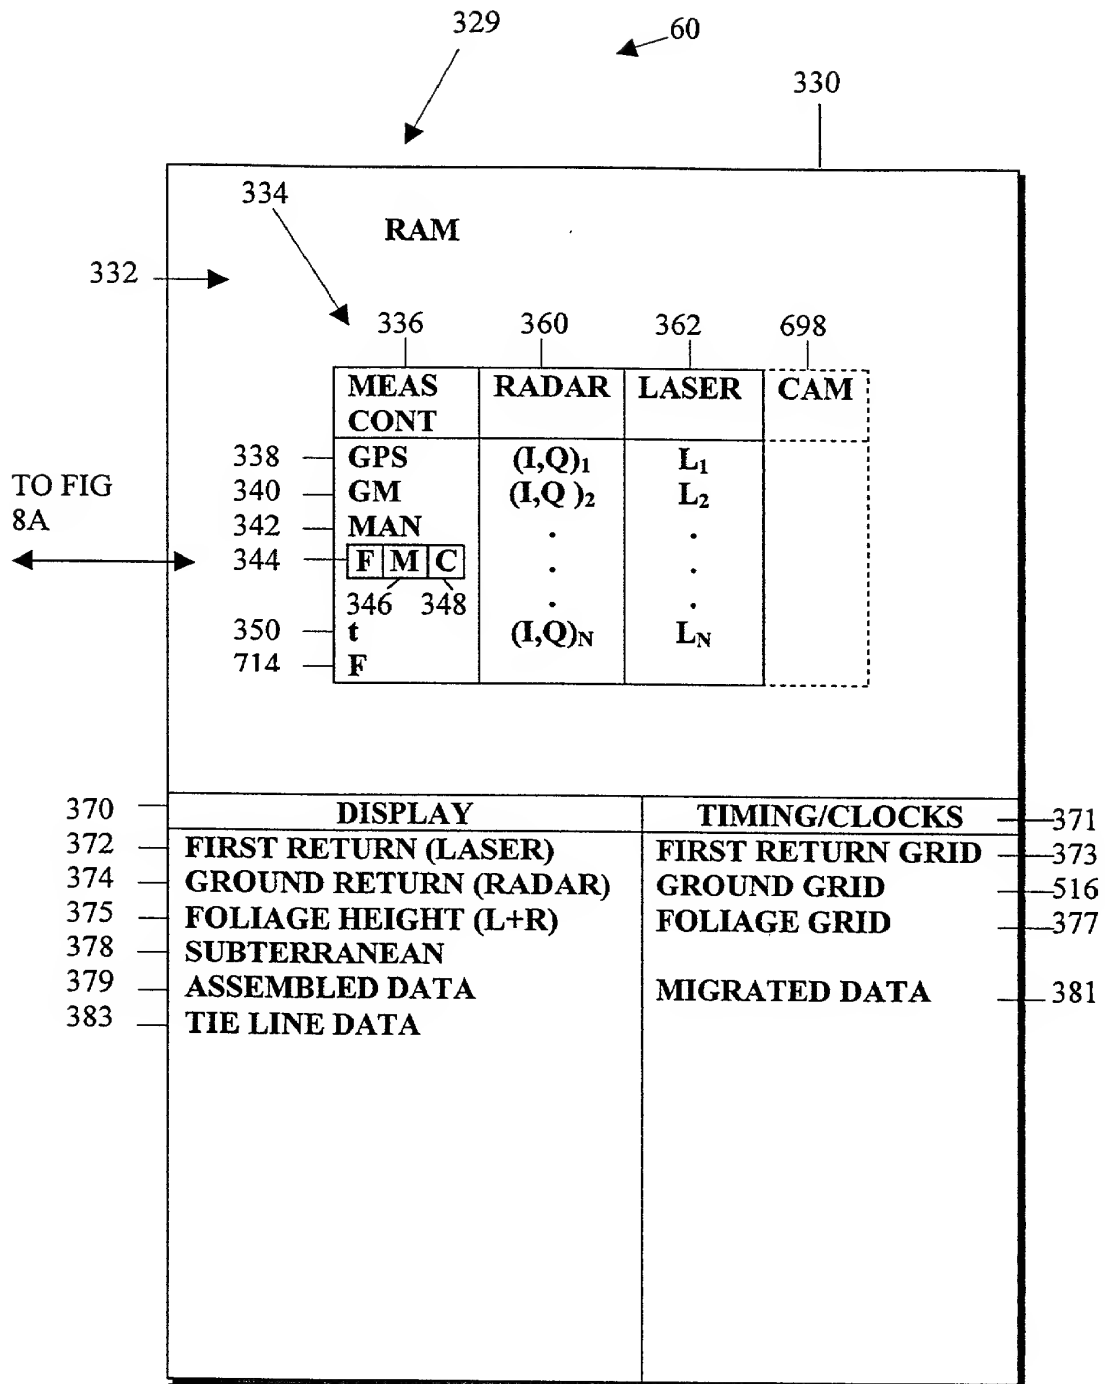 329
60
330
334
RAM
332
336 360 362 698
MEAS CONT RADAR LASER CAM
338 GPS (I,Q)₁ L₁
TO FIG 8A
340 GM (I,Q )₂ L₂
342 MAN . .
344 F M C . .
346 348 . .
350 t (I,Q)N LN
714 F
370 DISPLAY TIMING/CLOCKS 371
372 FIRST RETURN (LASER) FIRST RETURN GRID 373
374 GROUND RETURN (RADAR) GROUND GRID 516
375 FOLIAGE HEIGHT (L+R) FOLIAGE GRID 377
378 SUBTERRANEAN
379 ASSEMBLED DATA MIGRATED DATA 381
383 TIE LINE DATA